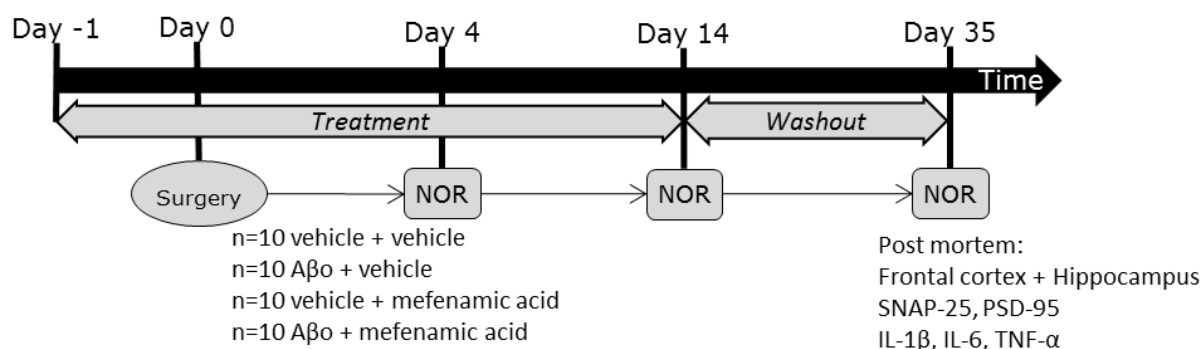 Day -1 Day 0 Day 4 Day 14 Day 35
Time
Treatment Washout
Surgery NOR NOR NOR
n=10 vehicle + vehicle
n=10 Aβo + vehicle
n=10 vehicle + mefenamic acid
n=10 Aβo + mefenamic acid
Post mortem:
Frontal cortex + Hippocampus
SNAP-25, PSD-95
IL-1β, IL-6, TNF-α